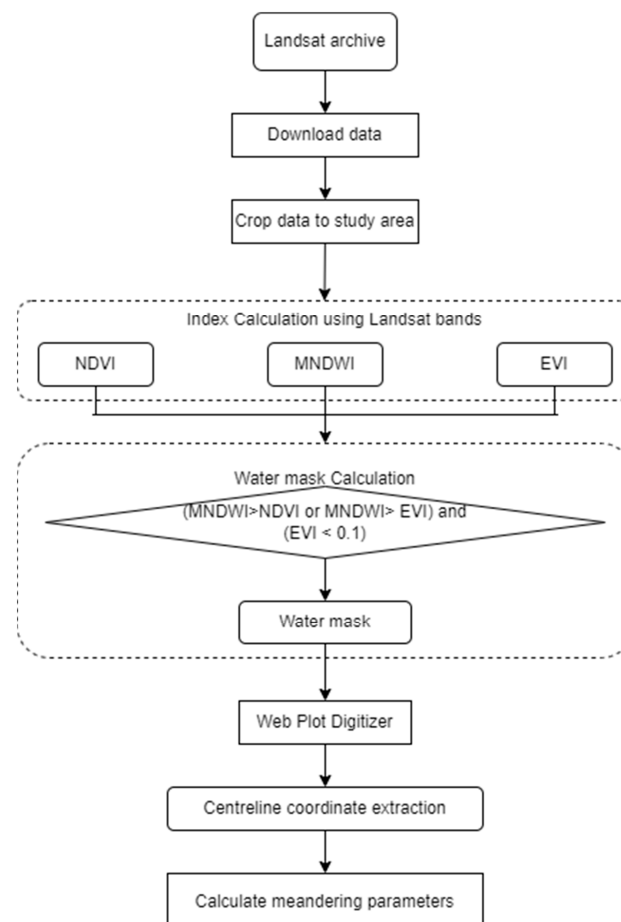 Landsat archive
Download data
Crop data to study area
Index Calculation using Landsat bands
NDVI
MNDWI
EVI
Water mask Calculation
(MNDWI>NDVI or MNDWI> EVI) and
(EVI < 0.1)
Water mask
Web Plot Digitizer
Centreline coordinate extraction
Calculate meandering parameters